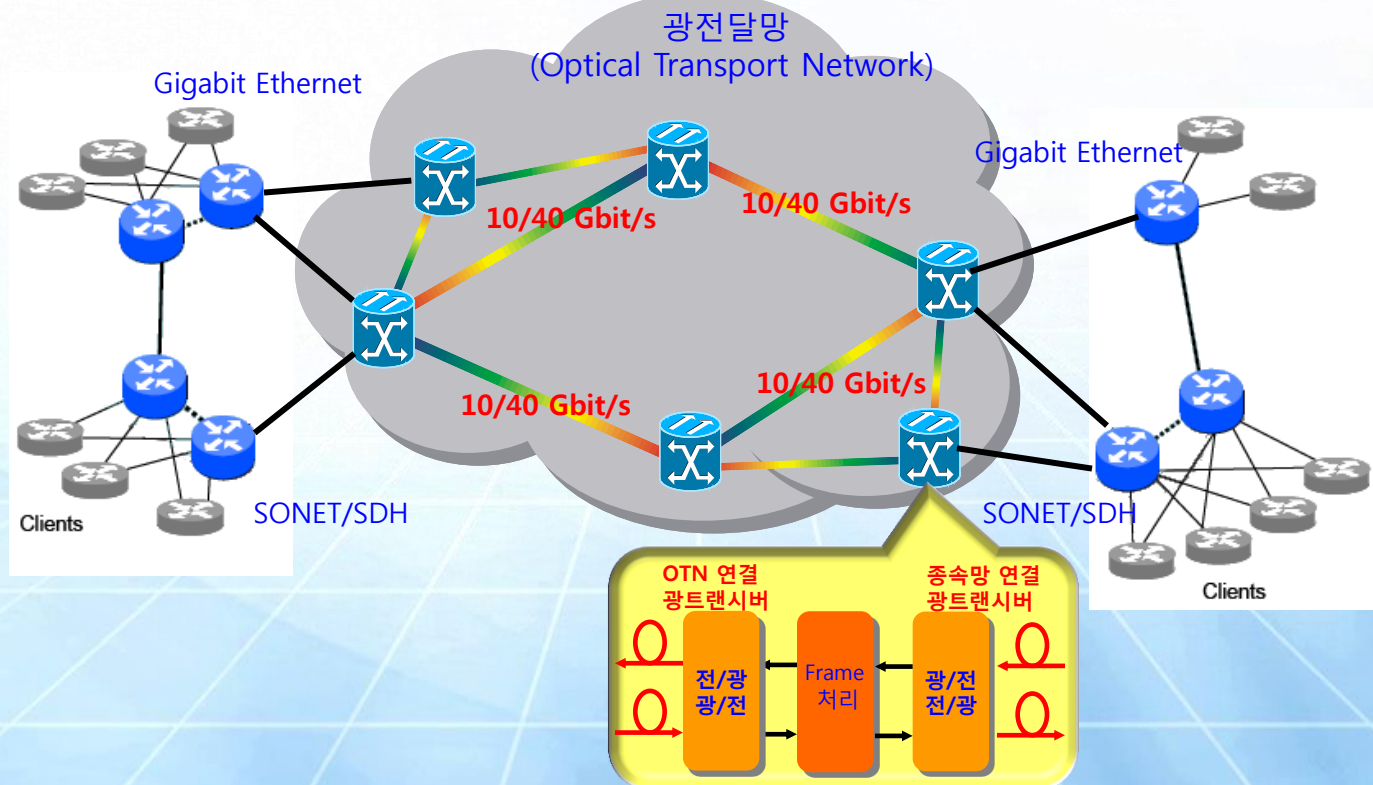 광전달망
(Optical Transport Network)
Gigabit Ethernet
Gigabit Ethernet
10/40 Gbit/s
10/40 Gbit/s
10/40 Gbit/s
10/40 Gbit/s
SONET/SDH
SONET/SDH
Clients
Clients
OTN 연결
광트랜시버
종속망 연결
광트랜시버
전/광
광/전
Frame
처리
광/전
전/광